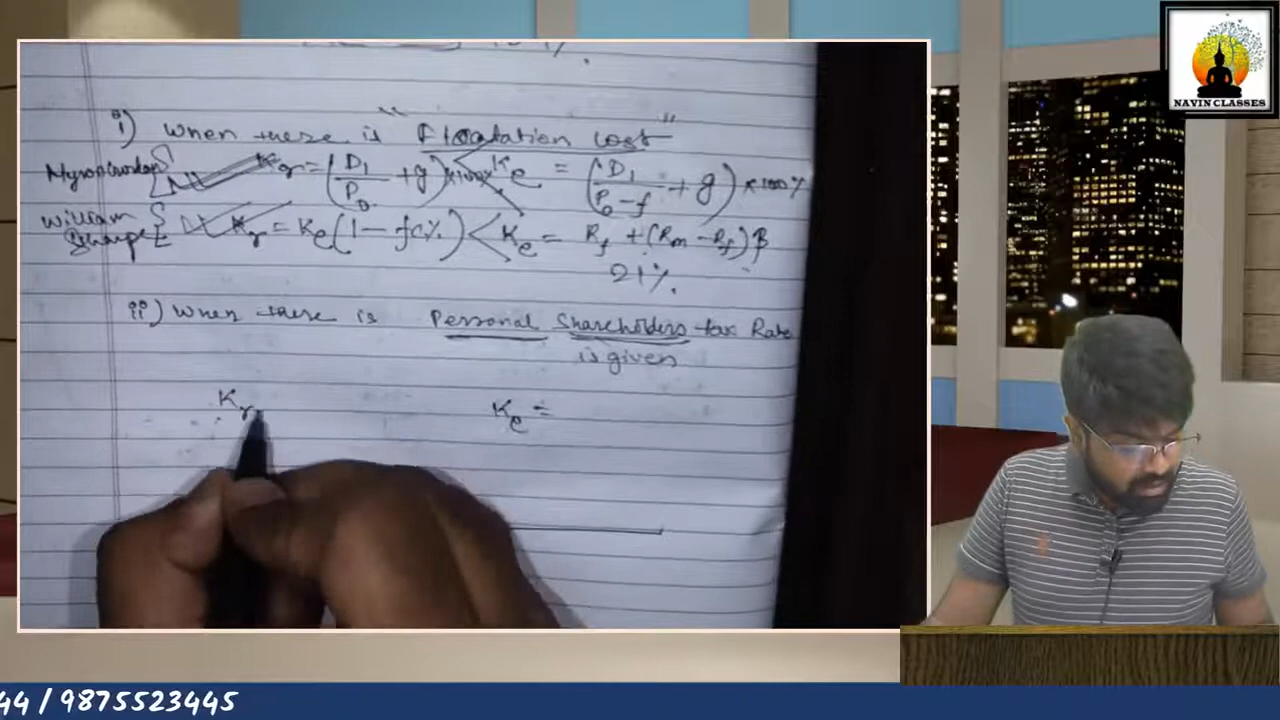 i) When there is "Floatation cost"
Myron Gordon Kr = (D1/P0 + g) x100% Ke = (D1/P0-f + g) x 100%
William Sharpe Kr = Ke(1 - fc%) Ke = Rf + (Rm - Rf)β
21%.
ii) When there is Personal Shareholders tax Rate
is given
Kr Ke =
NAVIN CLASSES
44 / 9875523445